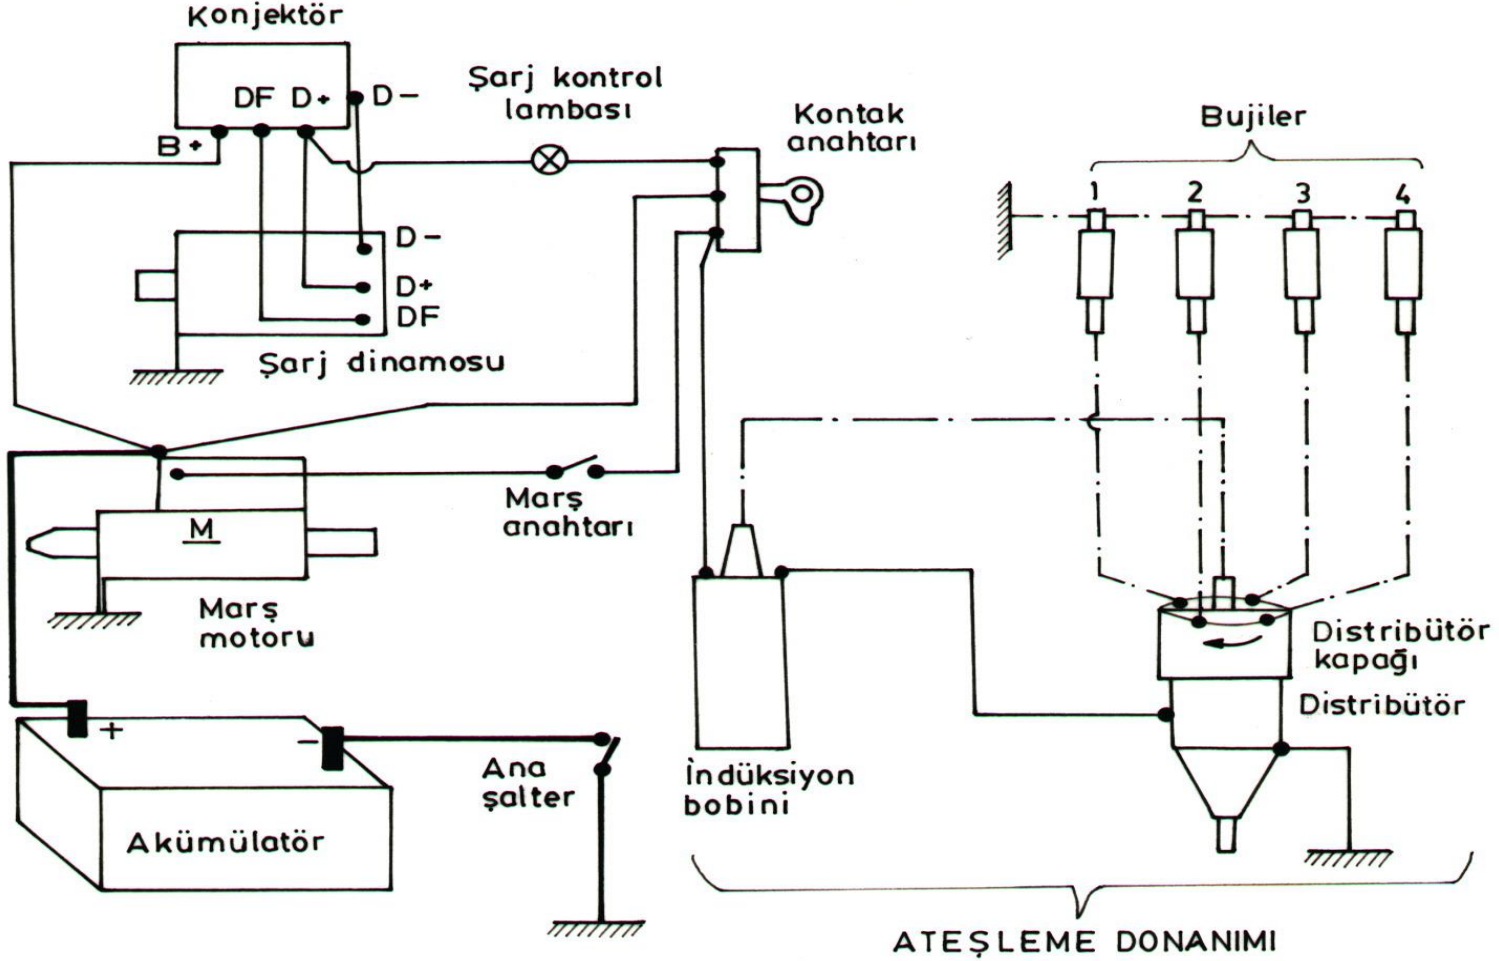 Konjektör
DF D+ D-
B+
Şarj kontrol
lambası
Kontak
anahtarı
Bujiler
1 2 3 4
D-
D+
DF
Şarj dinamosu
Marş
anahtarı
M
Marş
motoru
+
-
Akümülatör
Ana
şalter
İndüksiyon
bobini
Distribütör
kapağı
Distribütör
ATEŞLEME DONANIMI